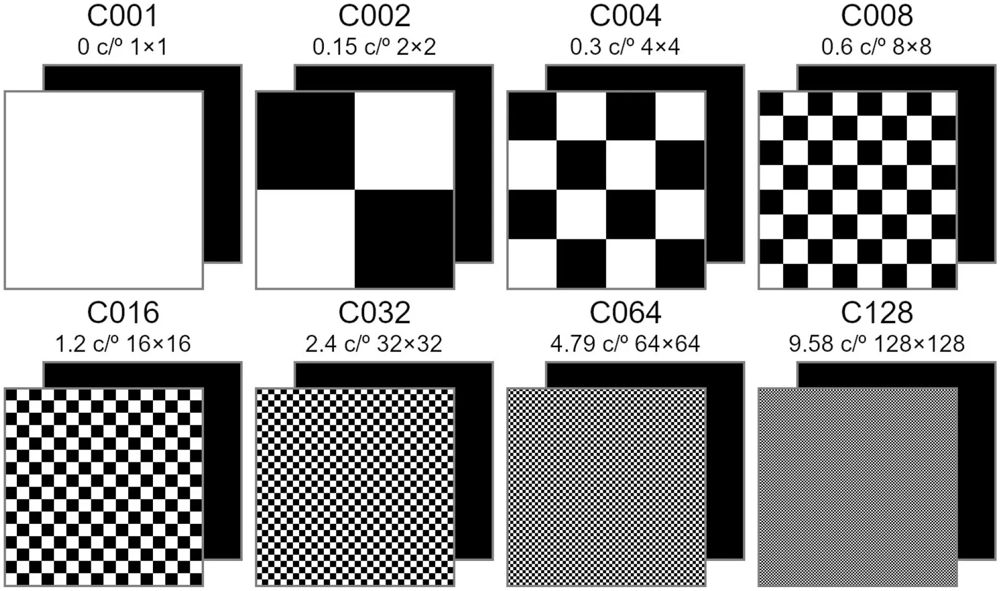 C001
0 c/º 1×1
C002
0.15 c/º 2×2
C004
0.3 c/º 4×4
C008
0.6 c/º 8×8
C016
1.2 c/º 16×16
C032
2.4 c/º 32×32
C064
4.79 c/º 64×64
C128
9.58 c/º 128×128